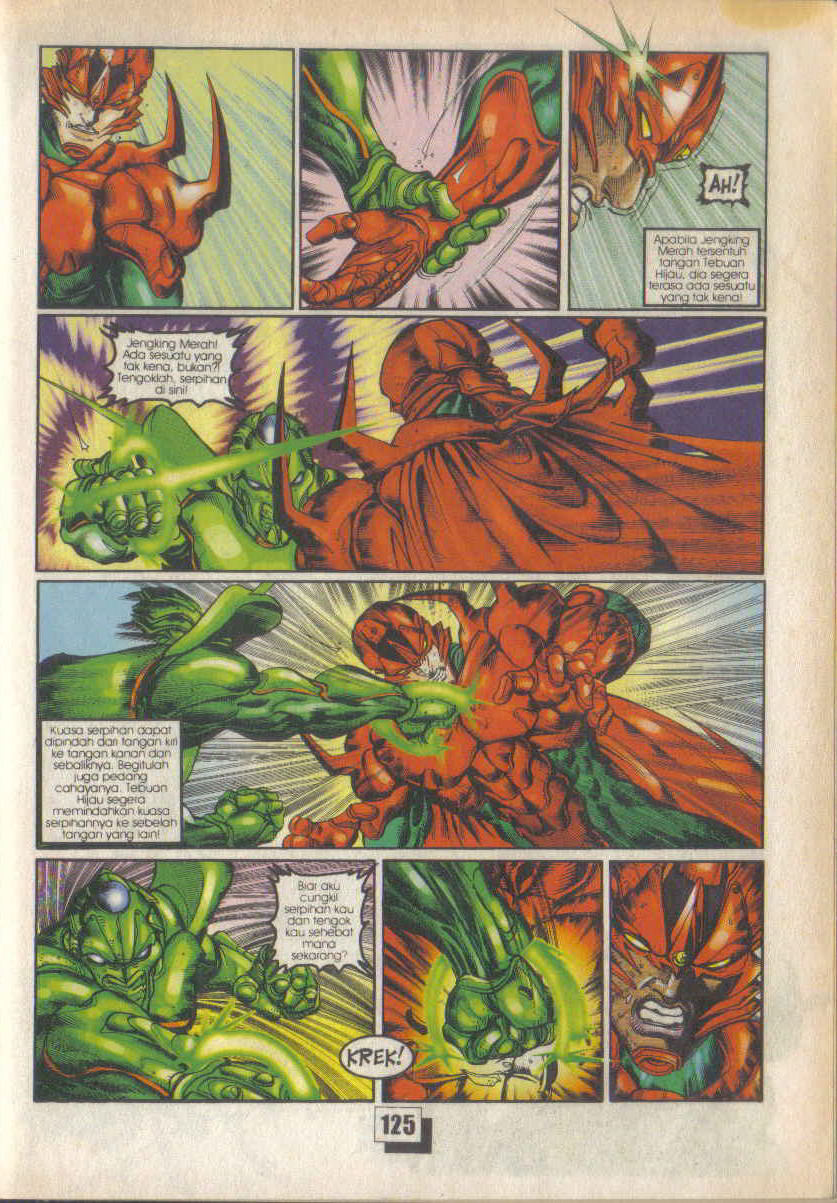 AH!
Apabila Jengking
Merah tersentuh
tangan Tebuan
Hijau, dia segera
terasa ada sesuatu
yang tak kena!
Jengking Merah!
Ada sesuatu yang
tak kena, bukan?!
Tengoklah, serpihan
di sini!
Kuasa serpihan dapat
dipindah dari tangan kiri
ke tangan kanan dan
sebaliknya. Begitulah
juga pedang
cahayanya. Tebuan
Hijau segera
memindahkan kuasa
serpihannya ke sebelah
tangan yang lain!
Biar aku
cungkil
serpihan kau
dan tengok
kau sehebat
mana
sekarang?
KREK!
125